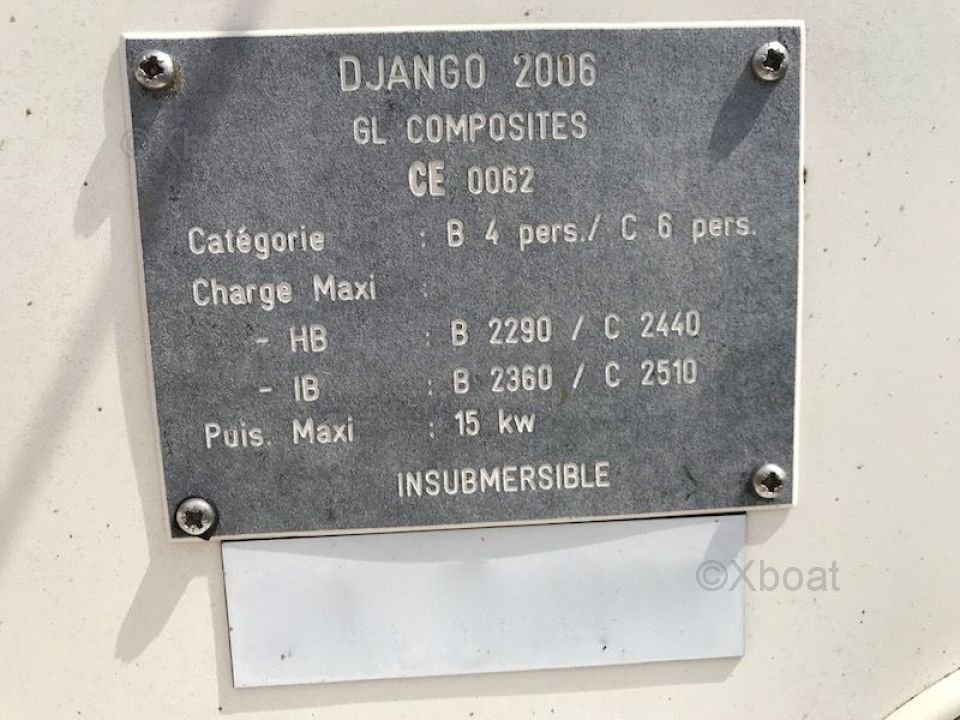 DJANGO 2006
GL COMPOSITES
CE 0062
Catégorie : B 4 pers./ C 6 pers.
Charge Maxi :
- HB : B 2290 / C 2440
- IB : B 2360 / C 2510
Puis. Maxi : 15 kw
INSUBMERSIBLE
©Xboat